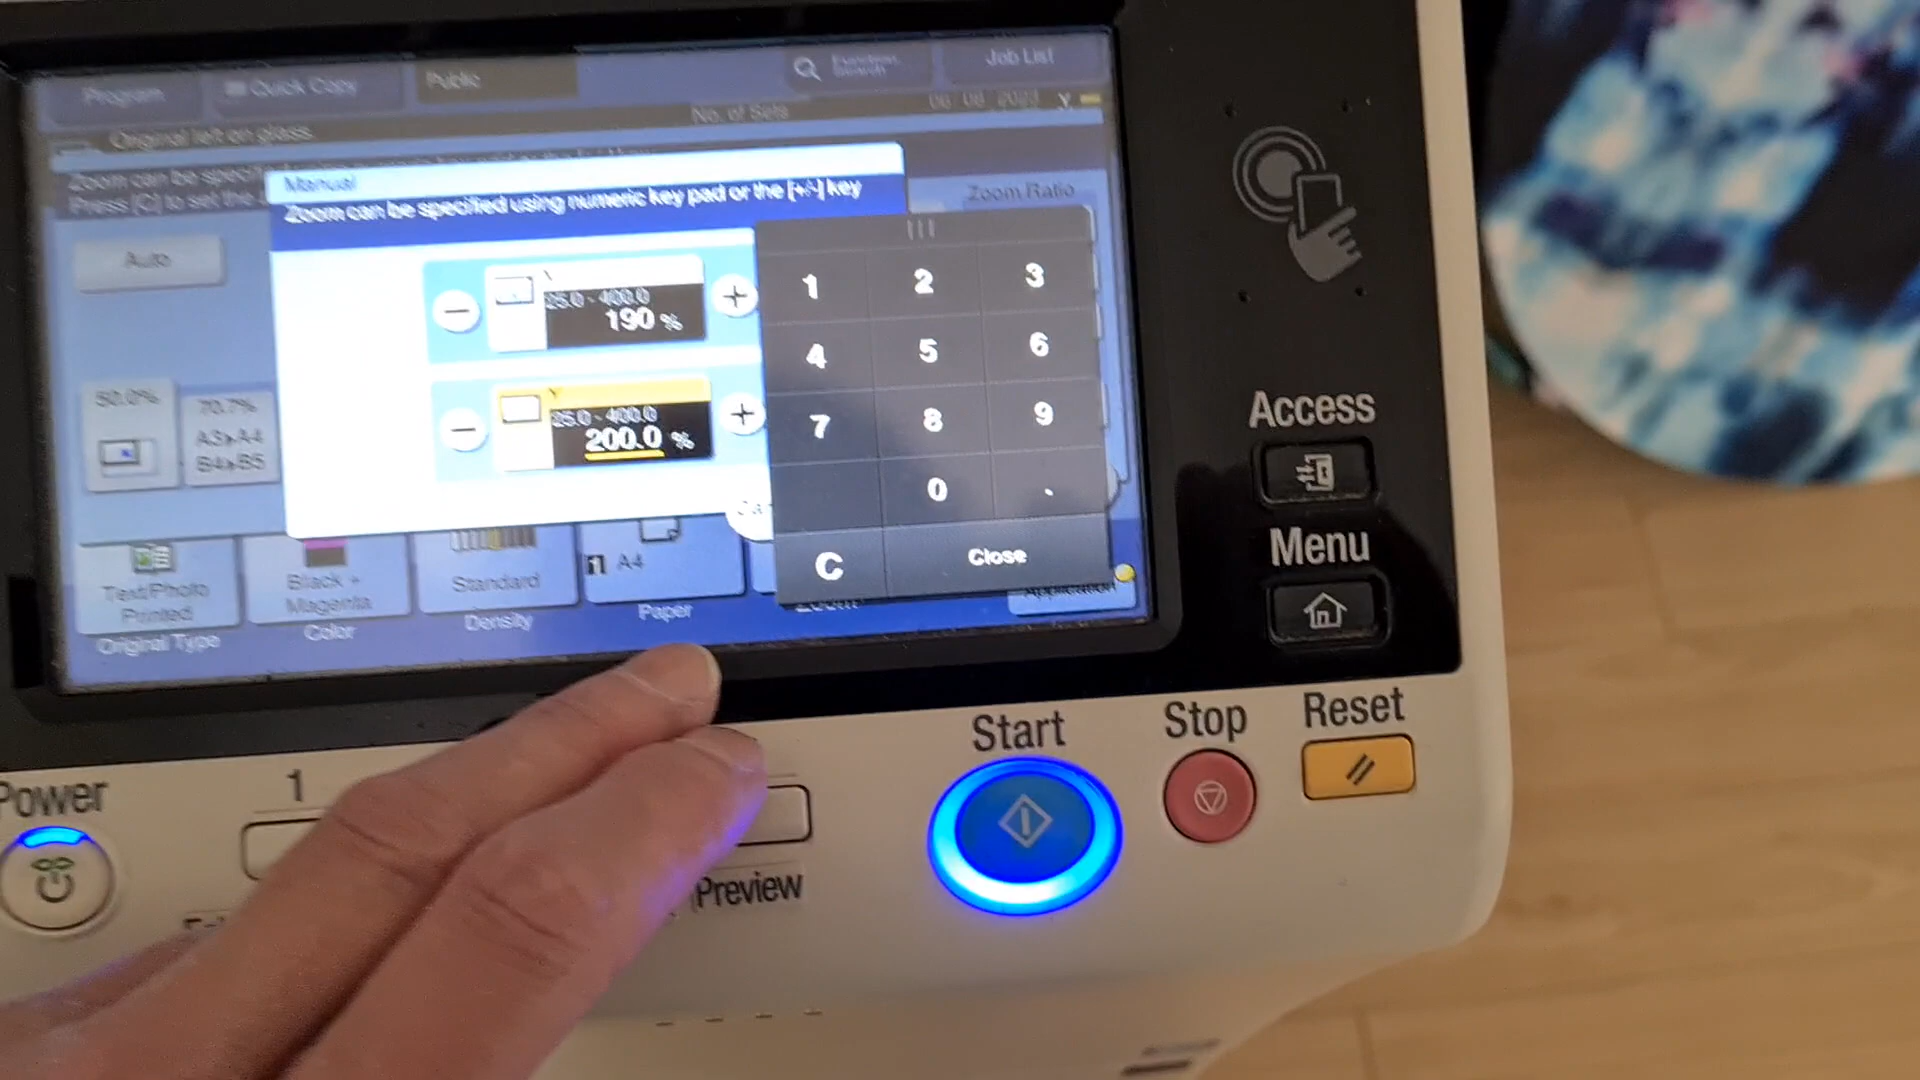 Program
Quick Copy
Public
Function Search
Job List
Original left on glass.
No. of Sets
Y
Zoom can be specif
Press [C] to set the
Manual
Zoom can be specified using numeric key pad or the [+/-] key
Zoom Ratio
Auto
25.0 - 400.0
190 %
25.0 - 400.0
200.0 %
1 2 3
4 5 6
7 8 9
0 .
C Close
50.0%
70.7%
A3▸A4
B4▸B5
Text/Photo
Printed
Original Type
Black +
Magenta
Color
Standard
Density
1 A4
Paper
Zoom
Application
Access
Menu
Power
1
Preview
Start
Stop
Reset